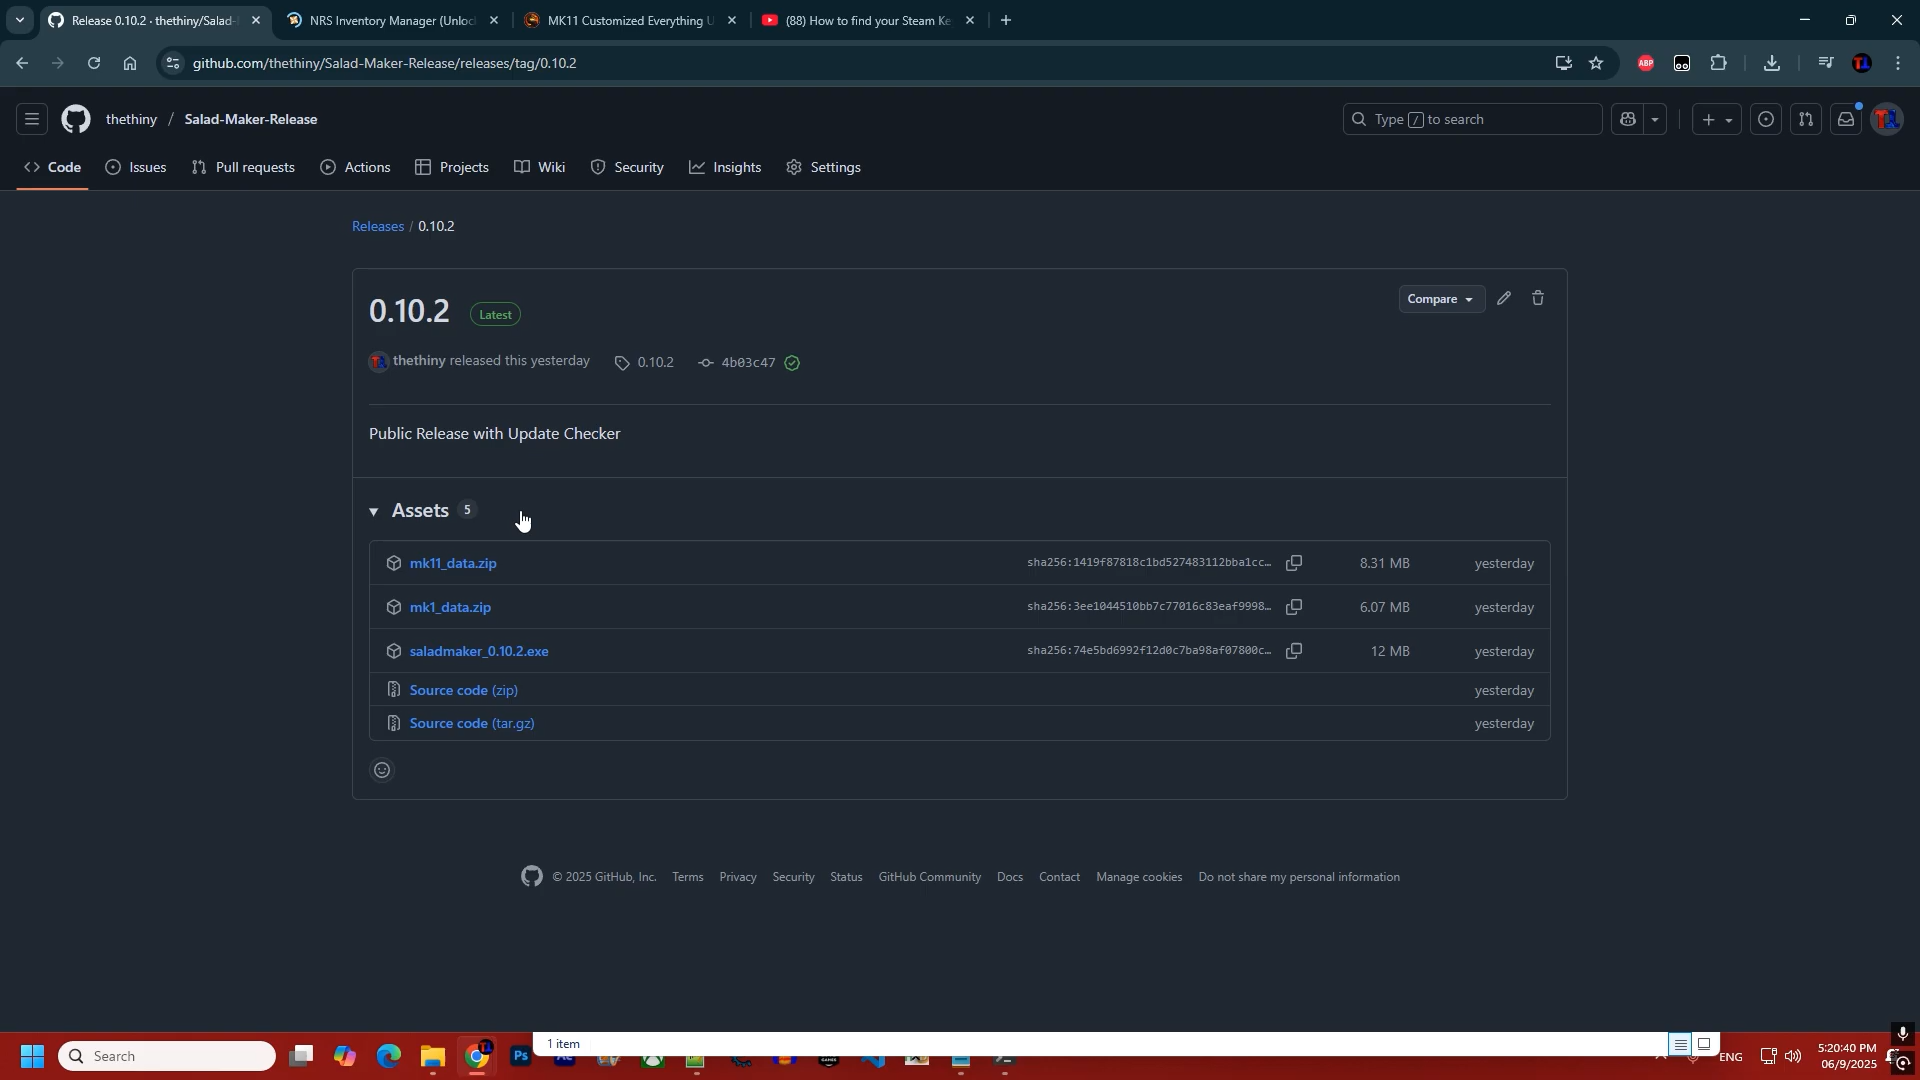 Release 0.10.2 · thethiny/Salad-
NRS Inventory Manager (Unloc
MK11 Customized Everything U
(88) How to find your Steam Ke
github.com/thethiny/Salad-Maker-Release/releases/tag/0.10.2
ABP
thethiny / Salad-Maker-Release
Type / to search
Code
Issues
Pull requests
Actions
Projects
Wiki
Security
Insights
Settings
Releases / 0.10.2
0.10.2 Latest
Compare
thethiny released this yesterday 0.10.2 4b03c47
Public Release with Update Checker
Assets 5
mk11_data.zip sha256:1419f87818c1bd527483112bba1cc... 8.31 MB yesterday
mk1_data.zip sha256:3ee1044510bb7c77016c83eaf9998... 6.07 MB yesterday
saladmaker_0.10.2.exe sha256:74e5bd6992f12d0c7ba98af07800c... 12 MB yesterday
Source code (zip) yesterday
Source code (tar.gz) yesterday
© 2025 GitHub, Inc. Terms Privacy Security Status GitHub Community Docs Contact Manage cookies Do not share my personal information
1 item
Search
Ps
ENG
5:20:40 PM
06/9/2025